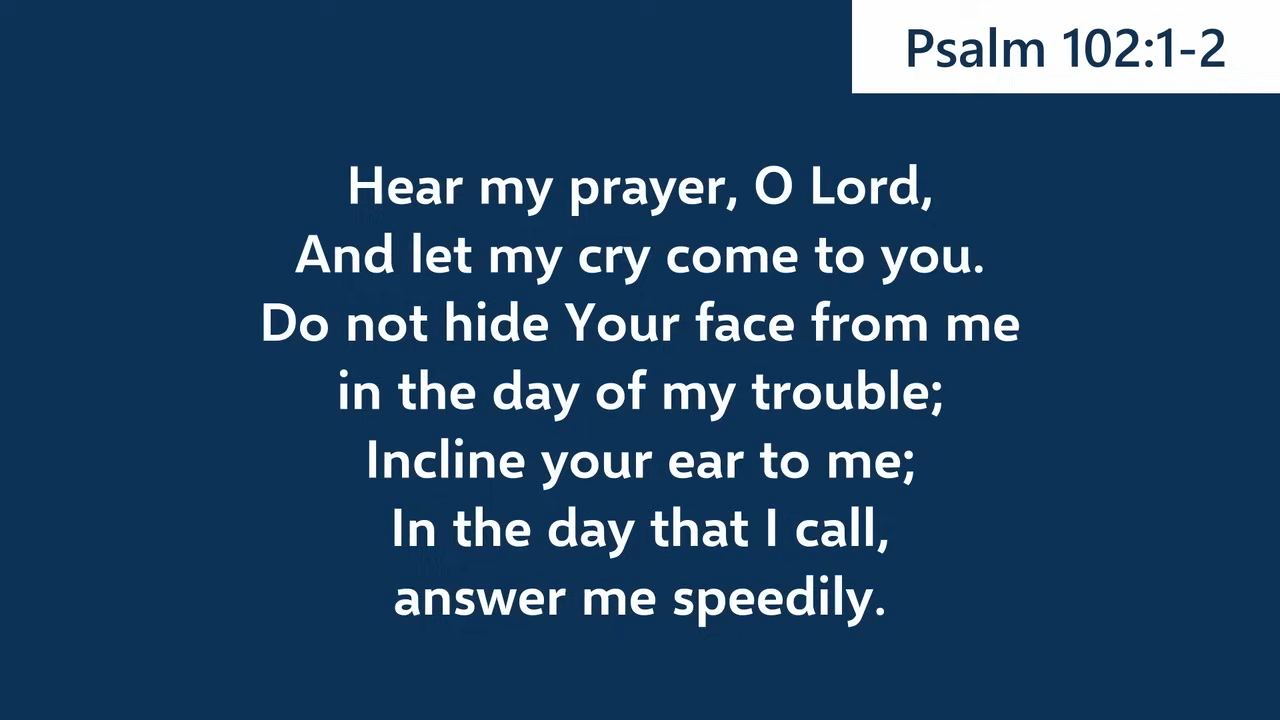 Psalm 102:1-2
Hear my prayer, O Lord,
And let my cry come to you.
Do not hide Your face from me
in the day of my trouble;
Incline your ear to me;
In the day that I call,
answer me speedily.